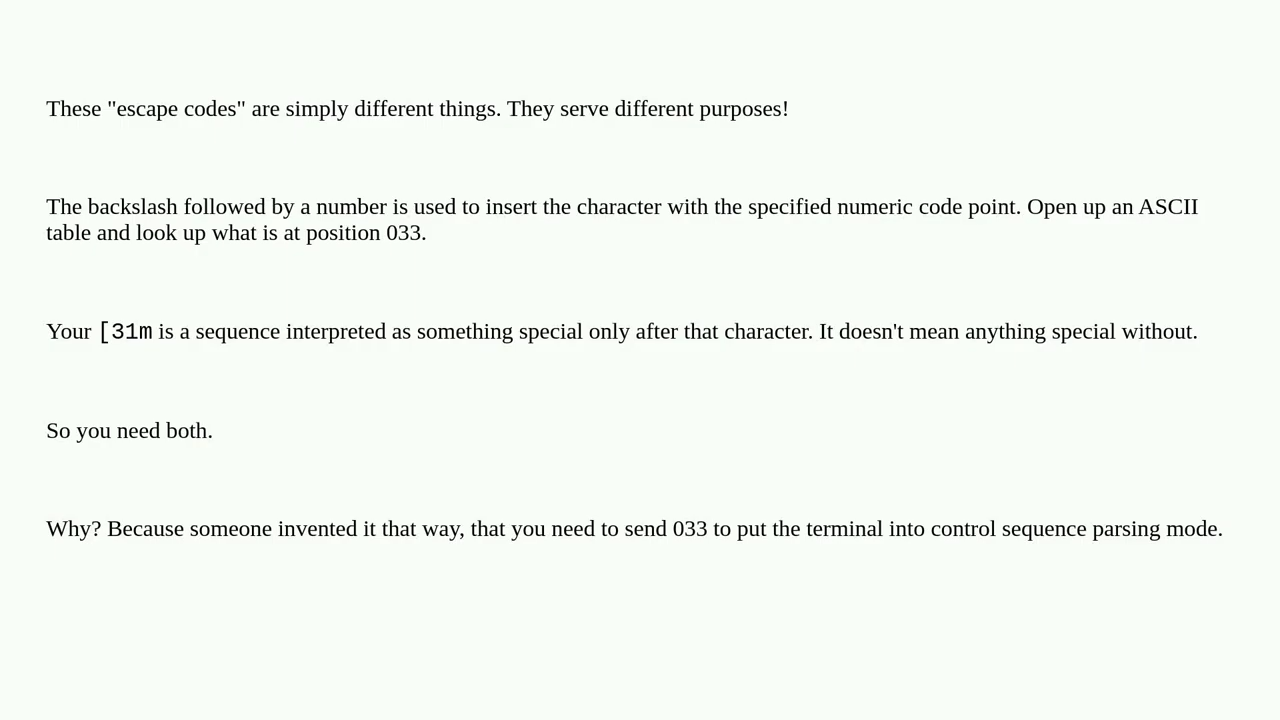 These "escape codes" are simply different things. They serve different purposes!
The backslash followed by a number is used to insert the character with the specified numeric code point. Open up an ASCII
table and look up what is at position 033.
Your [31m is a sequence interpreted as something special only after that character. It doesn't mean anything special without.
So you need both.
Why? Because someone invented it that way, that you need to send 033 to put the terminal into control sequence parsing mode.